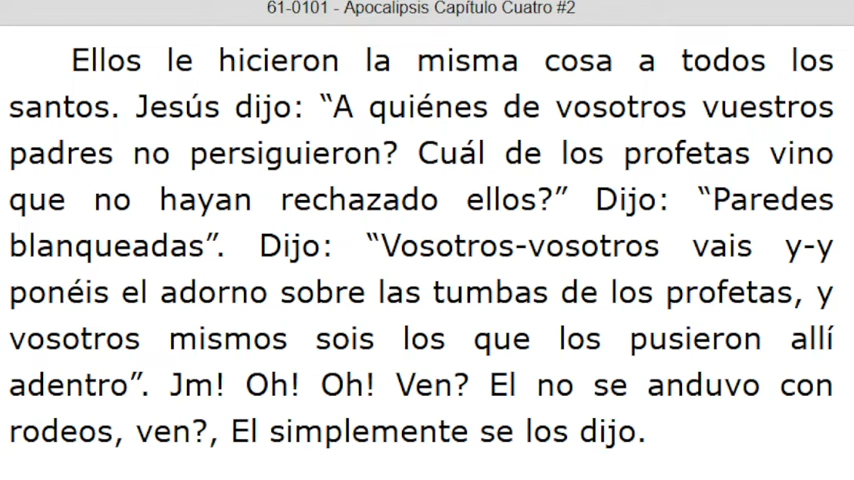 61-0101 - Apocalipsis Capítulo Cuatro #2
Ellos le hicieron la misma cosa a todos los
santos. Jesús dijo: “A quiénes de vosotros vuestros
padres no persiguieron? Cuál de los profetas vino
que no hayan rechazado ellos?” Dijo: “Paredes
blanqueadas”. Dijo: “Vosotros-vosotros vais y-y
ponéis el adorno sobre las tumbas de los profetas, y
vosotros mismos sois los que los pusieron allí
adentro”. Jm! Oh! Oh! Ven? El no se anduvo con
rodeos, ven?, El simplemente se los dijo.